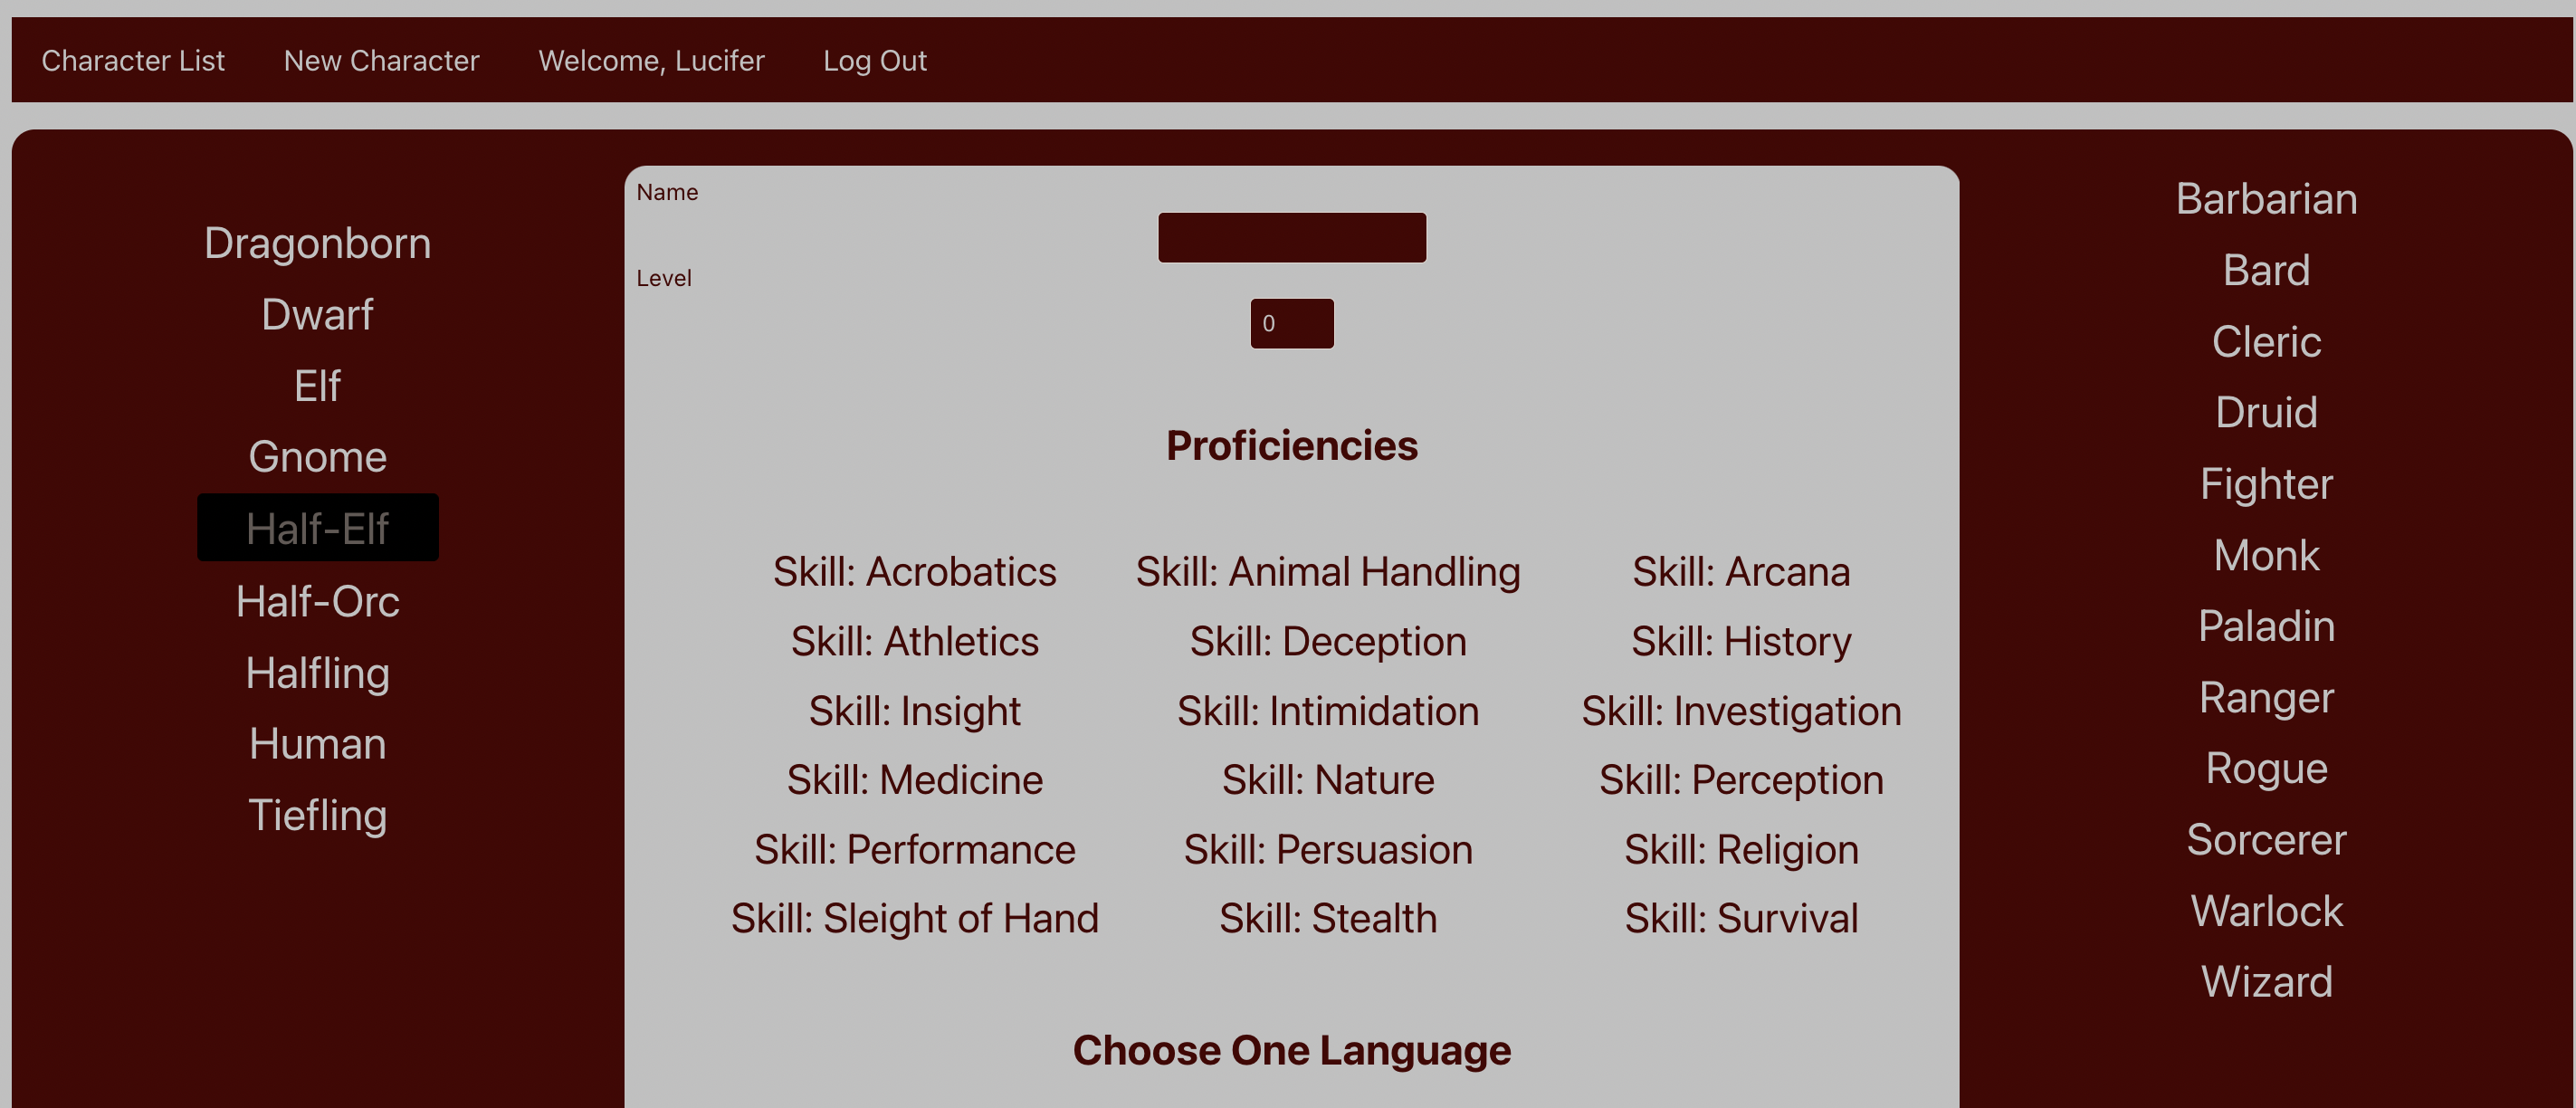 Character List New Character Welcome, Lucifer Log Out
Dragonborn
Dwarf
Elf
Gnome
Half-Elf
Half-Orc
Halfling
Human
Tiefling
Name
Level
0
Proficiencies
Skill: Acrobatics Skill: Animal Handling Skill: Arcana
Skill: Athletics Skill: Deception Skill: History
Skill: Insight Skill: Intimidation Skill: Investigation
Skill: Medicine Skill: Nature Skill: Perception
Skill: Performance Skill: Persuasion Skill: Religion
Skill: Sleight of Hand Skill: Stealth Skill: Survival
Choose One Language
Barbarian
Bard
Cleric
Druid
Fighter
Monk
Paladin
Ranger
Rogue
Sorcerer
Warlock
Wizard